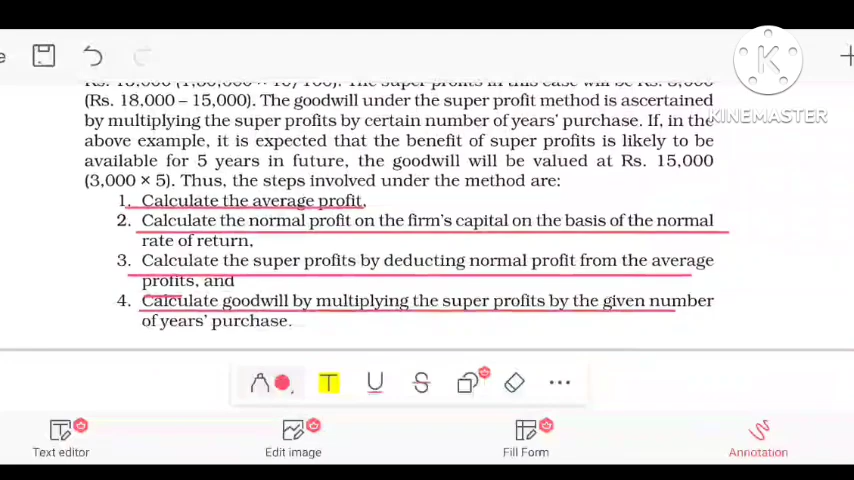 K
KINEMASTER
(Rs. 18,000 – 15,000). The goodwill under the super profit method is ascertained
by multiplying the super profits by certain number of years' purchase. If, in the
above example, it is expected that the benefit of super profits is likely to be
available for 5 years in future, the goodwill will be valued at Rs. 15,000
(3,000 × 5). Thus, the steps involved under the method are:
1. Calculate the average profit,
2. Calculate the normal profit on the firm's capital on the basis of the normal
rate of return,
3. Calculate the super profits by deducting normal profit from the average
profits, and
4. Calculate goodwill by multiplying the super profits by the given number
of years' purchase.
T U S
Text editor
Edit image
Fill Form
Annotation